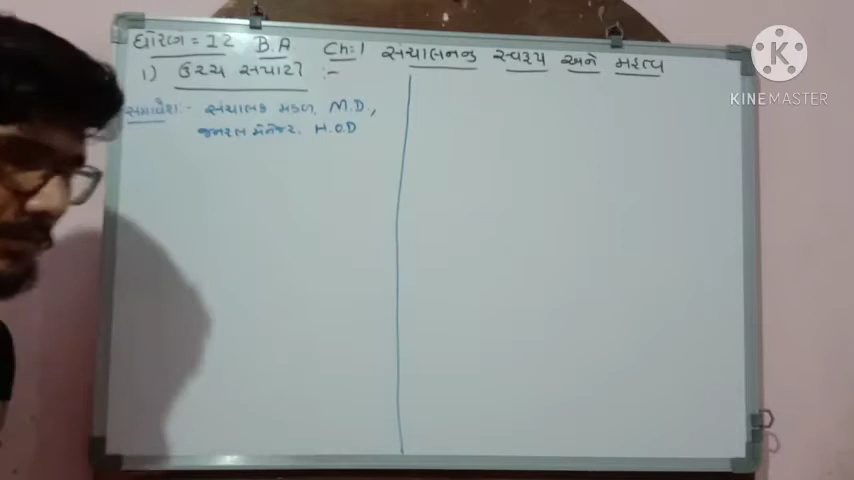 ધોરણ = 12 B.A. Ch:1 સંચાલનનુ સ્વરૂપ અને મહત્વ
1) ઉચ્ચ સપાટી :-
સમાવેશ:- સંચાલક મંડળ, M.D.,
જનરલ મેનેજર, H.O.D
K
KINEMASTER